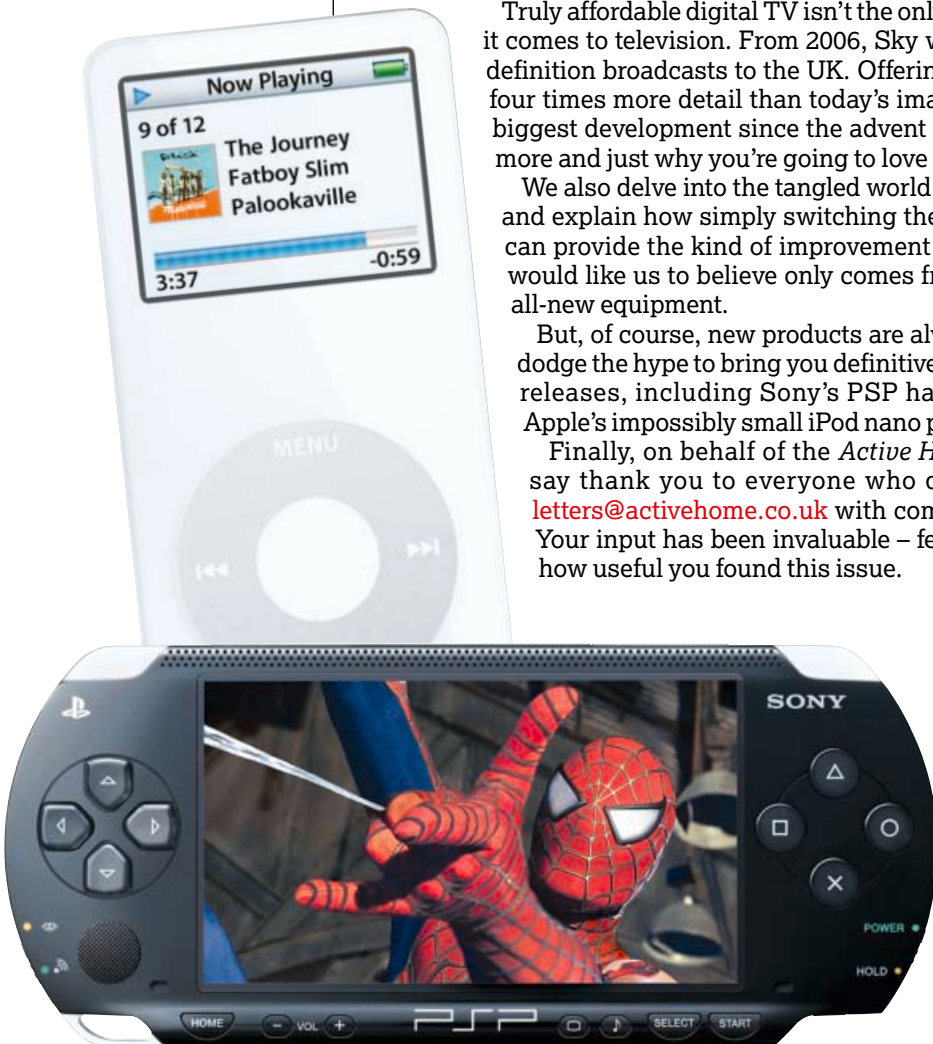 Truly affordable digital TV isn't the onl
it comes to television. From 2006, Sky w
definition broadcasts to the UK. Offerin
four times more detail than today's ima
biggest development since the advent
more and just why you're going to love
We also delve into the tangled world
and explain how simply switching the
can provide the kind of improvement
would like us to believe only comes fr
all-new equipment.
But, of course, new products are alw
dodge the hype to bring you definitive
releases, including Sony's PSP ha
Apple's impossibly small iPod nano p
Finally, on behalf of the Active H
say thank you to everyone who c
letters@activehome.co.uk with com
Your input has been invaluable – fe
how useful you found this issue.
Now Playing
9 of 12
The Journey
Fatboy Slim
Palookaville
3:37 -0:59
MENU
SONY
POWER
HOLD
HOME - VOL + PSP SELECT START